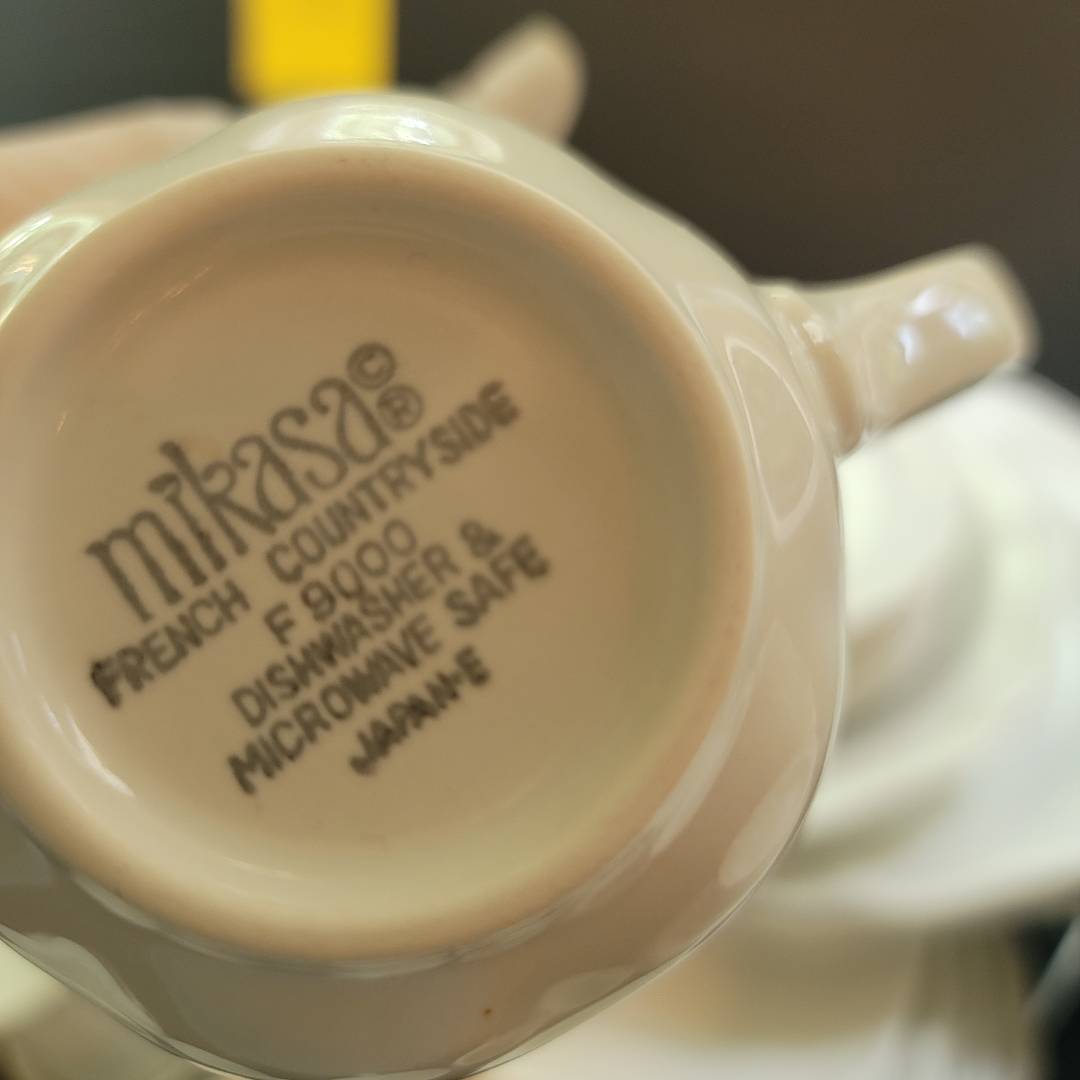 mikasa © ®
FRENCH COUNTRYSIDE
F 9000
DISHWASHER &
MICROWAVE SAFE
JAPAN-E